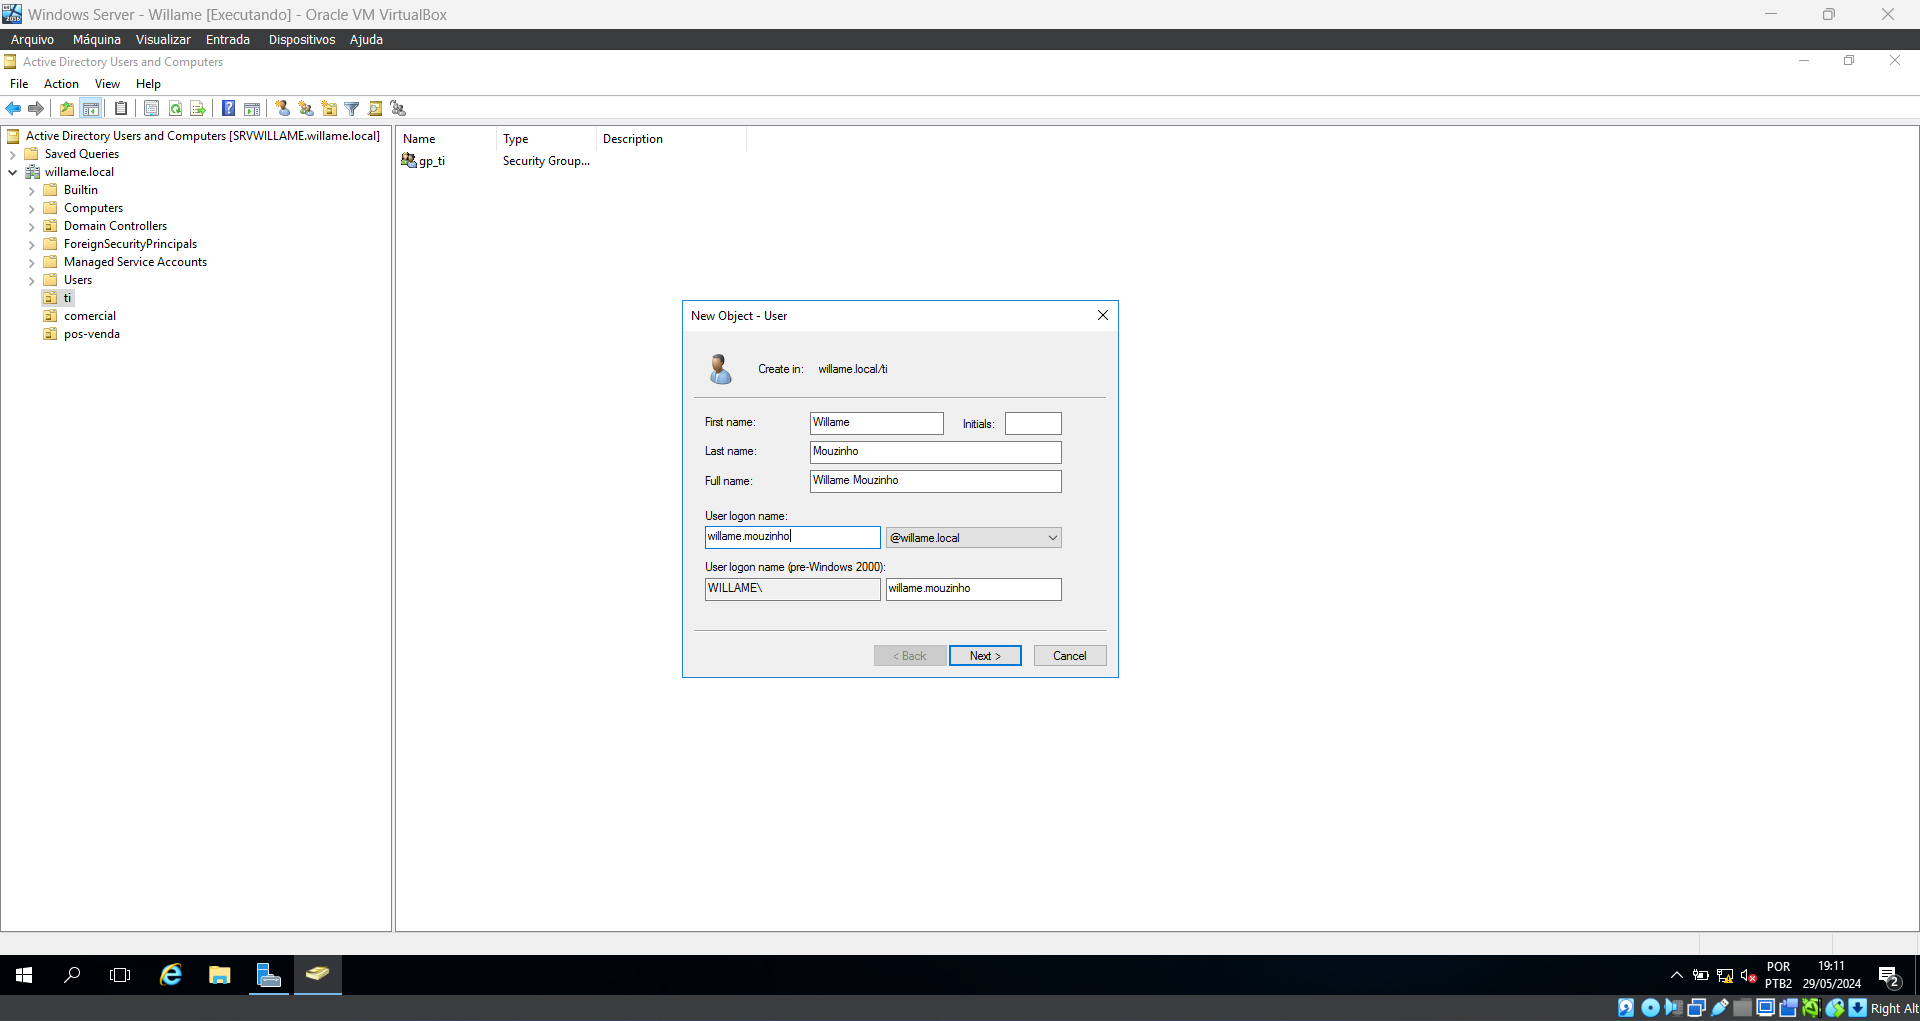 Windows Server - Willame [Executando] - Oracle VM VirtualBox
Arquivo Máquina Visualizar Entrada Dispositivos Ajuda
Active Directory Users and Computers
File Action View Help
Active Directory Users and Computers [SRVWILLAME.willame.local]
Saved Queries
willame.local
Builtin
Computers
Domain Controllers
ForeignSecurityPrincipals
Managed Service Accounts
Users
ti
comercial
pos-venda
Name Type Description
gp_ti Security Group...
New Object - User
Create in: willame.local/ti
First name: Willame Initials:
Last name: Mouzinho
Full name: Willame Mouzinho
User logon name:
willame.mouzinho @willame.local
User logon name (pre-Windows 2000):
WILLAME\ willame.mouzinho
< Back Next > Cancel
POR 19:11
PTB2 29/05/2024 2
Right Alt